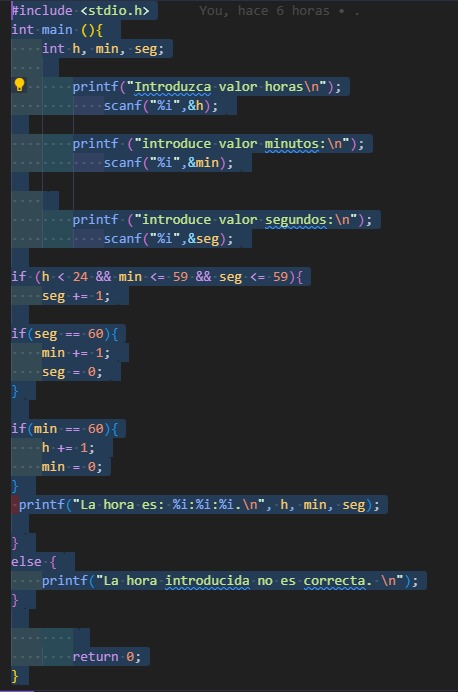 #include <stdio.h> You, hace 6 horas • .
int main (){
int h, min, seg;
printf("Introduzca valor horas\n");
scanf("%i",&h);
printf ("introduce valor minutos:\n");
scanf("%i",&min);
printf ("introduce valor segundos:\n");
scanf("%i",&seg);
if (h < 24 && min <= 59 && seg <= 59){
seg += 1;
if(seg == 60){
min += 1;
seg = 0;
}
if(min == 60){
h += 1;
min = 0;
}
printf("La hora es: %i:%i:%i.\n", h, min, seg);
}
else {
printf("La hora introducida no es correcta. \n");
}
return 0;
}